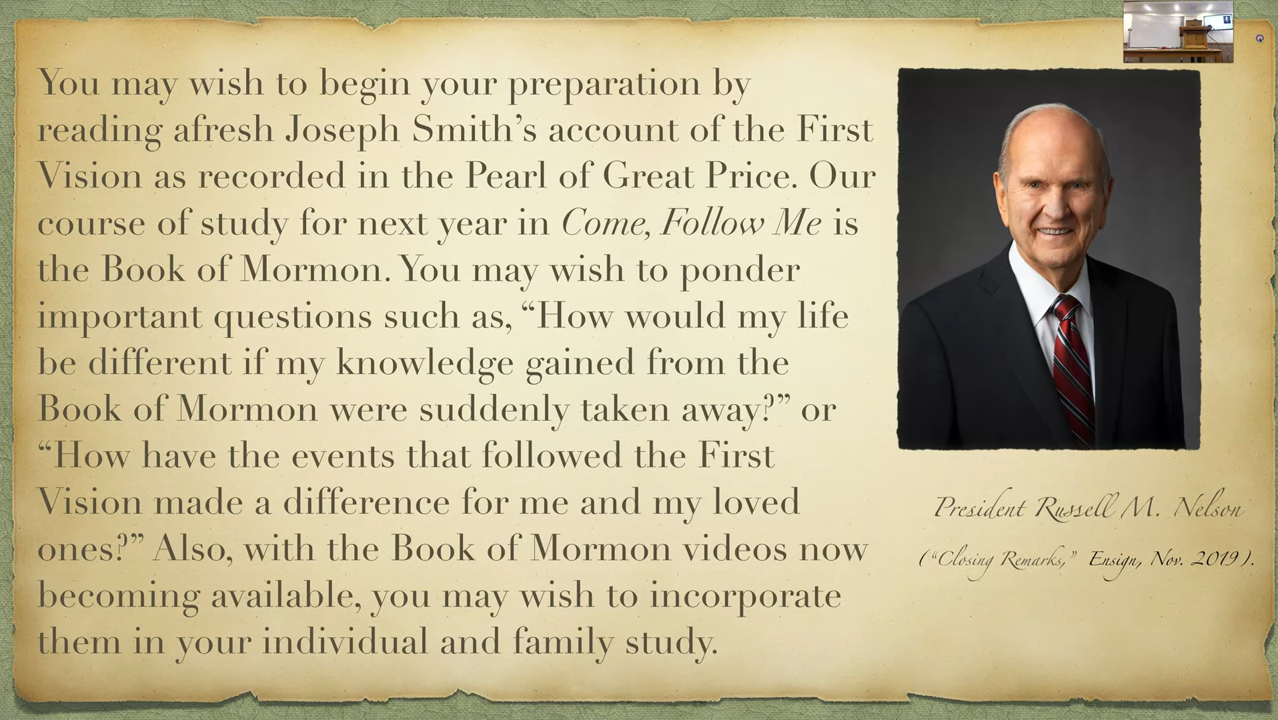 You may wish to begin your preparation by
reading afresh Joseph Smith’s account of the First
Vision as recorded in the Pearl of Great Price. Our
course of study for next year in Come, Follow Me is
the Book of Mormon. You may wish to ponder
important questions such as, “How would my life
be different if my knowledge gained from the
Book of Mormon were suddenly taken away?” or
“How have the events that followed the First
Vision made a difference for me and my loved
ones?” Also, with the Book of Mormon videos now
becoming available, you may wish to incorporate
them in your individual and family study.
President Russell M. Nelson
(“Closing Remarks,” Ensign, Nov. 2019).